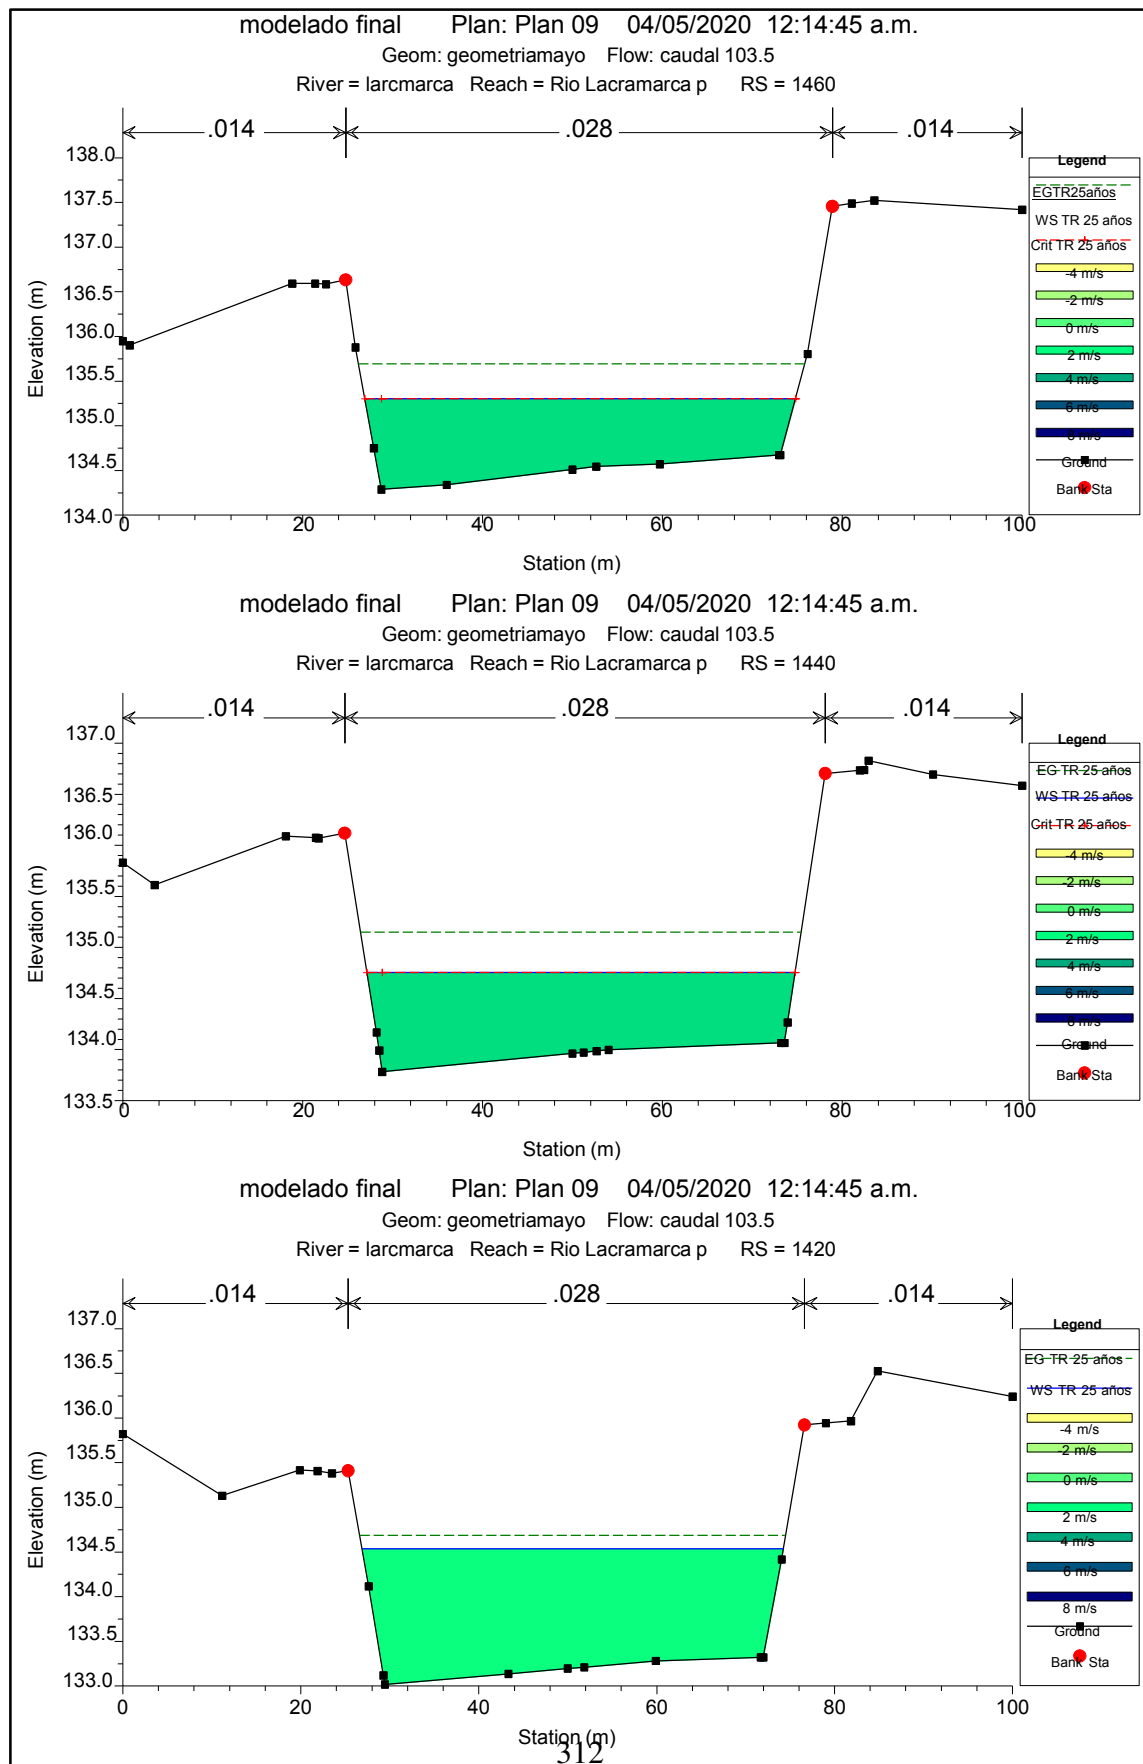 modelado final Plan: Plan 09 04/05/2020 12:14:45 a.m.
Geom: geometriamayo Flow: caudal 103.5
River = larcmarca Reach = Rio Lacramarca p RS = 1460
.014 .028 .014
138.0
137.5
137.0
136.5
136.0
135.5
135.0
134.5
134.0
Elevation (m)
0 20 40 60 80 100
Station (m)
Legend
EGTR25años
WS TR 25 años
Crit TR 25 años
-4 m/s
-2 m/s
0 m/s
2 m/s
4 m/s
6 m/s
8 m/s
Ground
Bank Sta
modelado final Plan: Plan 09 04/05/2020 12:14:45 a.m.
Geom: geometriamayo Flow: caudal 103.5
River = larcmarca Reach = Rio Lacramarca p RS = 1440
.014 .028 .014
137.0
136.5
136.0
135.5
135.0
134.5
134.0
133.5
Elevation (m)
0 20 40 60 80 100
Station (m)
Legend
EG TR 25 años
WS TR 25 años
Crit TR 25 años
-4 m/s
-2 m/s
0 m/s
2 m/s
4 m/s
6 m/s
8 m/s
Ground
Bank Sta
modelado final Plan: Plan 09 04/05/2020 12:14:45 a.m.
Geom: geometriamayo Flow: caudal 103.5
River = larcmarca Reach = Rio Lacramarca p RS = 1420
.014 .028 .014
137.0
136.5
136.0
135.5
135.0
134.5
134.0
133.5
133.0
Elevation (m)
0 20 40 60 80 100
Station (m)
Legend
EG TR 25 años
WS TR 25 años
-4 m/s
-2 m/s
0 m/s
2 m/s
4 m/s
6 m/s
8 m/s
Ground
Bank Sta
312